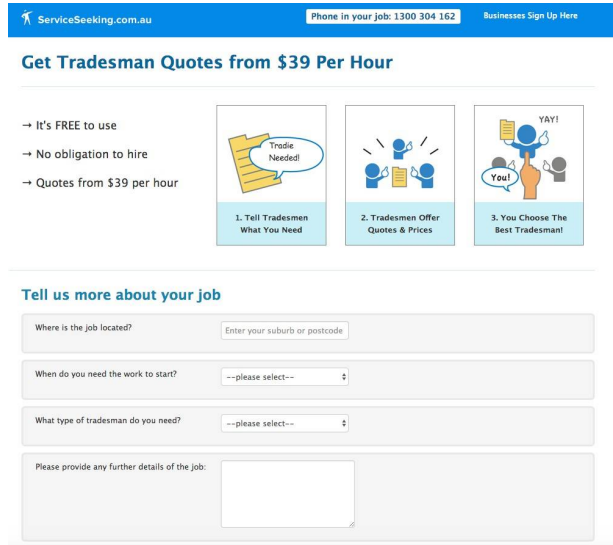 ServiceSeeking.com.au
Phone in your job: 1300 304 162
Businesses Sign Up Here
Get Tradesman Quotes from $39 Per Hour
→ It's FREE to use
→ No obligation to hire
→ Quotes from $39 per hour
Tradie
Needed!
1. Tell Tradesmen
What You Need
2. Tradesmen Offer
Quotes & Prices
YAY!
You!
3. You Choose The
Best Tradesman!
Tell us more about your job
Where is the job located?
Enter your suburb or postcode
When do you need the work to start?
--please select--
What type of tradesman do you need?
--please select--
Please provide any further details of the job: